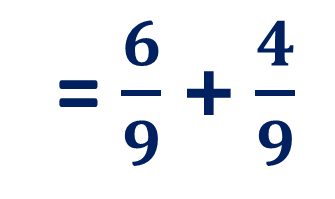 = 6/9 + 4/9